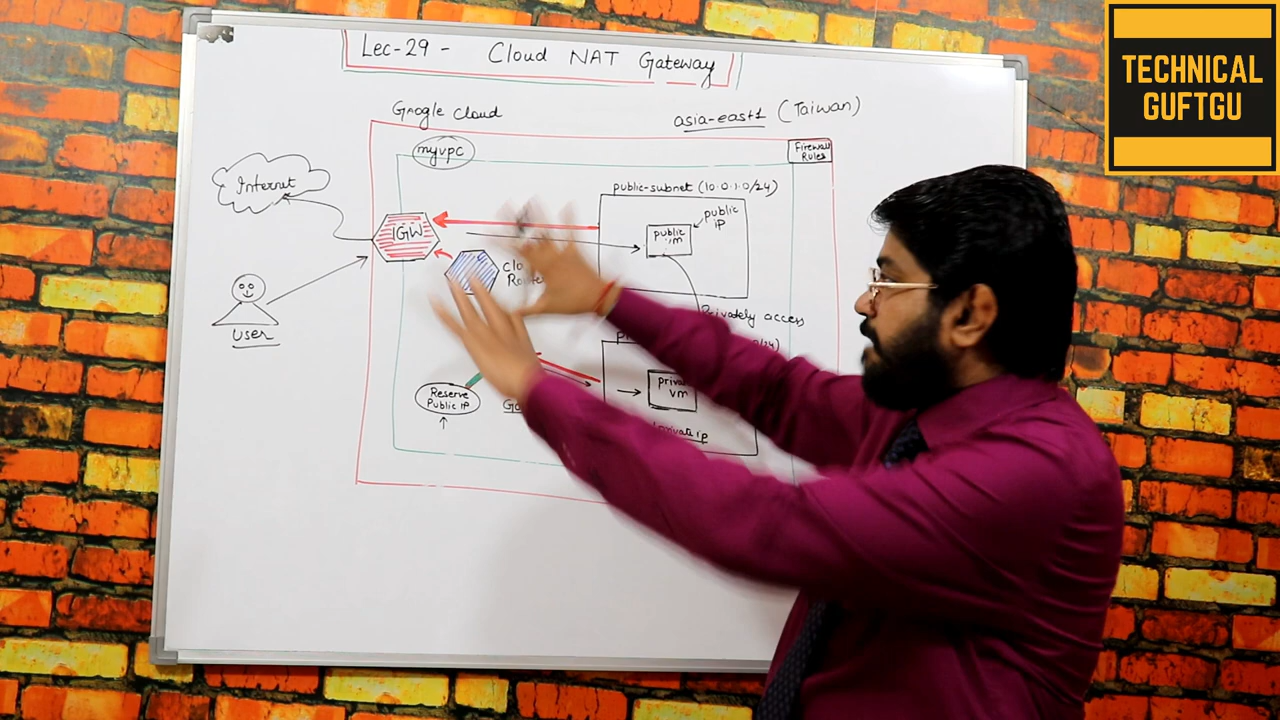 Lec-29 - Cloud NAT Gateway
TECHNICAL
GUFTGU
Google Cloud
asia-east1 (Taiwan)
myvpc
Firewall
Rules
Internet
public-subnet (10.0.1.0/24)
IGW
public
vm
public
IP
User
Privately access
Reserve
Public IP
vm
private ip